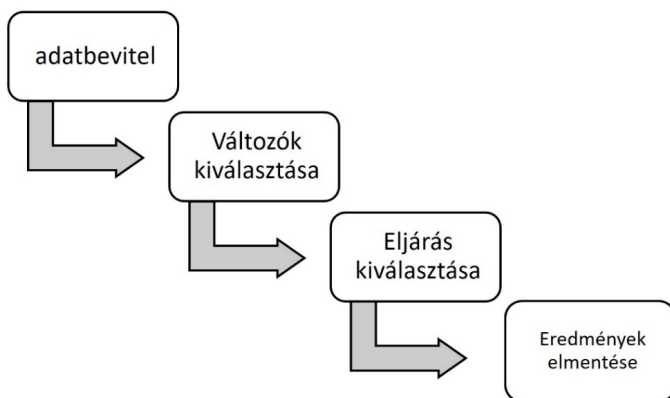 adatbevitel
Változók
kiválasztása
Eljárás
kiválasztása
Eredmények
elmentése